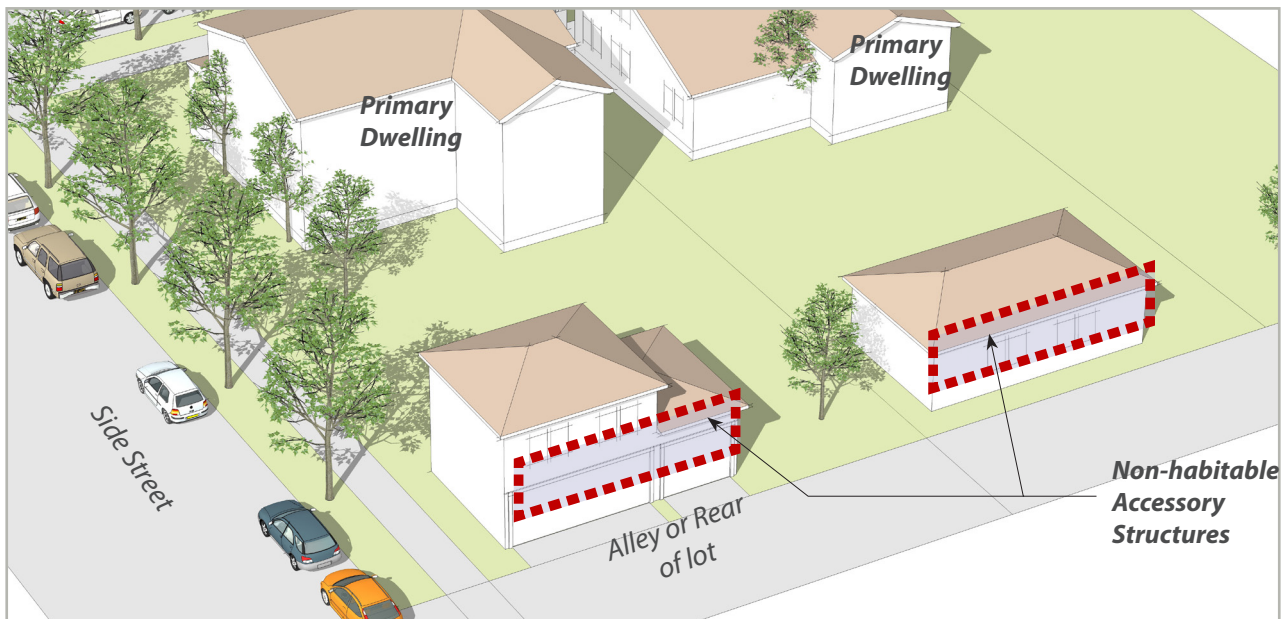 Primary
Dwelling
Primary
Dwelling
Side Street
Alley or Rear
of lot
Non-habitable
Accessory
Structures